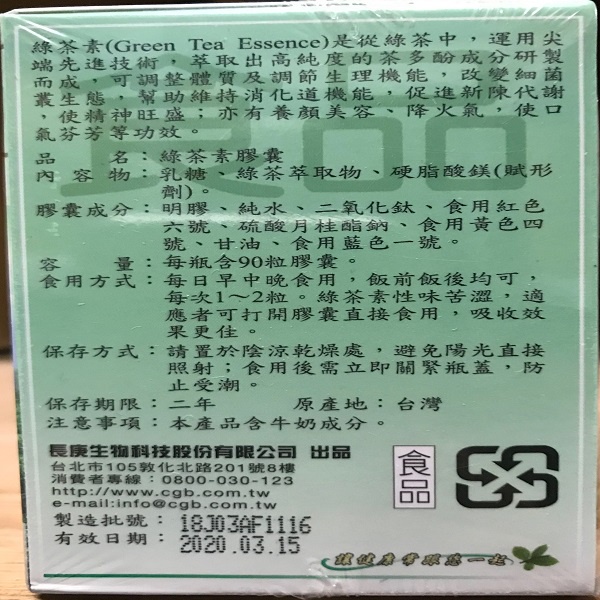 綠茶素(Green Tea Essence)是從綠茶中，運用尖
端先進技術，萃取出高純度的茶多酚成分研製
而成，可調整體質及調節生理機能，改變細菌
叢生態，幫助維持消化道機能，促進新陳代謝
，使精神旺盛；亦有養顏美容、降火氣，使口
氣芬芳等功效。
食品
品名：綠茶素膠囊
內容物：乳糖、綠茶萃取物、硬脂酸鎂(賦形
劑)。
膠囊成分：明膠、純水、二氧化鈦、食用紅色
六號、硫酸月桂酯鈉、食用黃色四
號、甘油、食用藍色一號。
容量：每瓶含90粒膠囊。
食用方式：每日早中晚食用，飯前飯後均可，
每次1～2粒。綠茶素性味苦澀，適
應者可打開膠囊直接食用，吸收效
果更佳。
保存方式：請置於陰涼乾燥處，避免陽光直接
照射；食用後需立即關緊瓶蓋，防
止受潮。
保存期限：二年 原產地：台灣
注意事項：本產品含牛奶成分。
長庚生物科技股份有限公司 出品
台北市105敦化北路201號8樓
消費者專線：0800-030-123
http://www.cgb.com.tw
e-mail:info@cgb.com.tw
食品
製造批號：18J03AF1116
有效日期：2020.03.15
讓健康常跟您一起